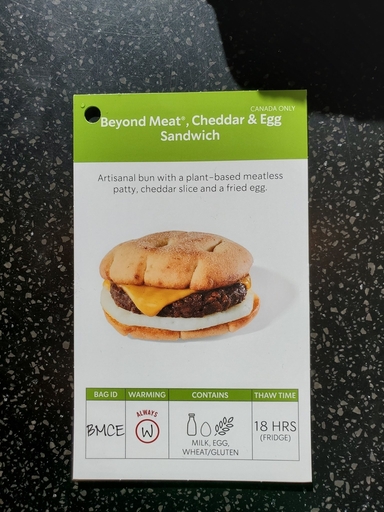 CANADA ONLY
Beyond Meat®, Cheddar & Egg
Sandwich
Artisanal bun with a plant-based meatless
patty, cheddar slice and a fried egg.
BAG ID WARMING CONTAINS THAW TIME
BMCE
ALWAYS
W
MILK, EGG,
WHEAT/GLUTEN
18 HRS
(FRIDGE)